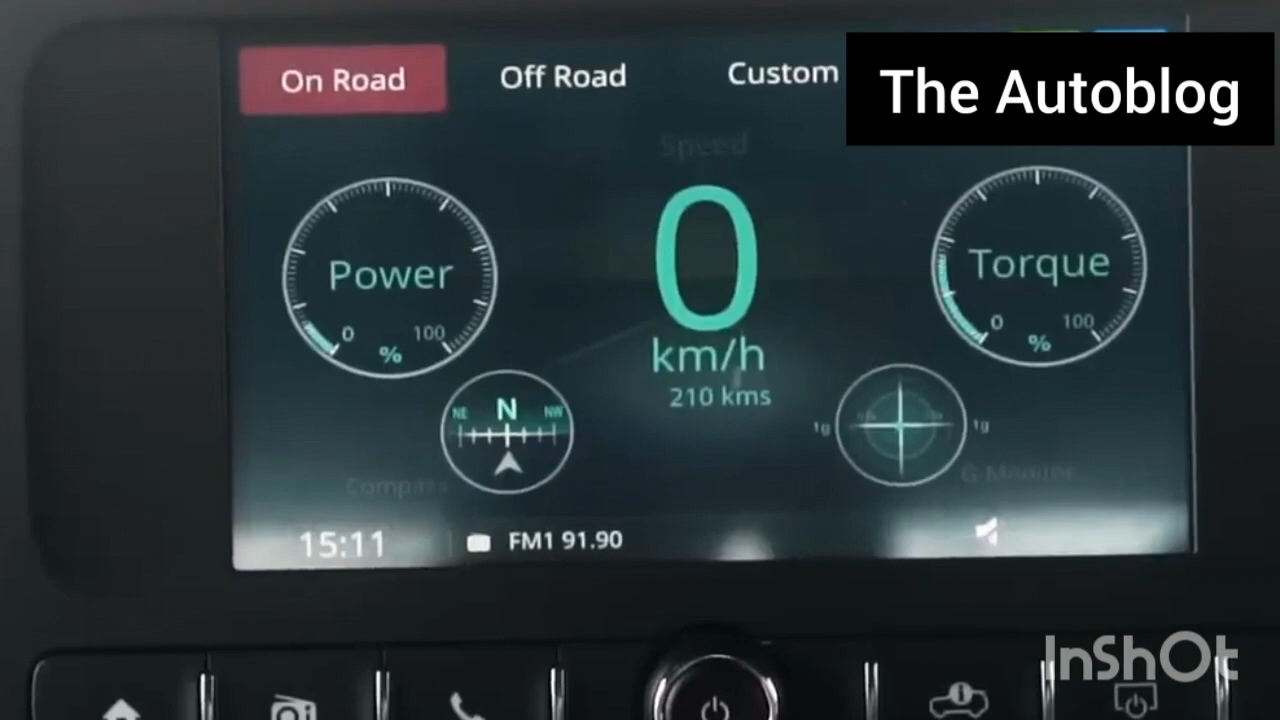 On Road
Off Road
Custom
The Autoblog
Speed
0
km/h
210 kms
Power
0
100
%
Torque
0
100
%
NE
N
NW
1g
1g
Compass
G-Monitor
15:11
FM1 91.90
InShOt